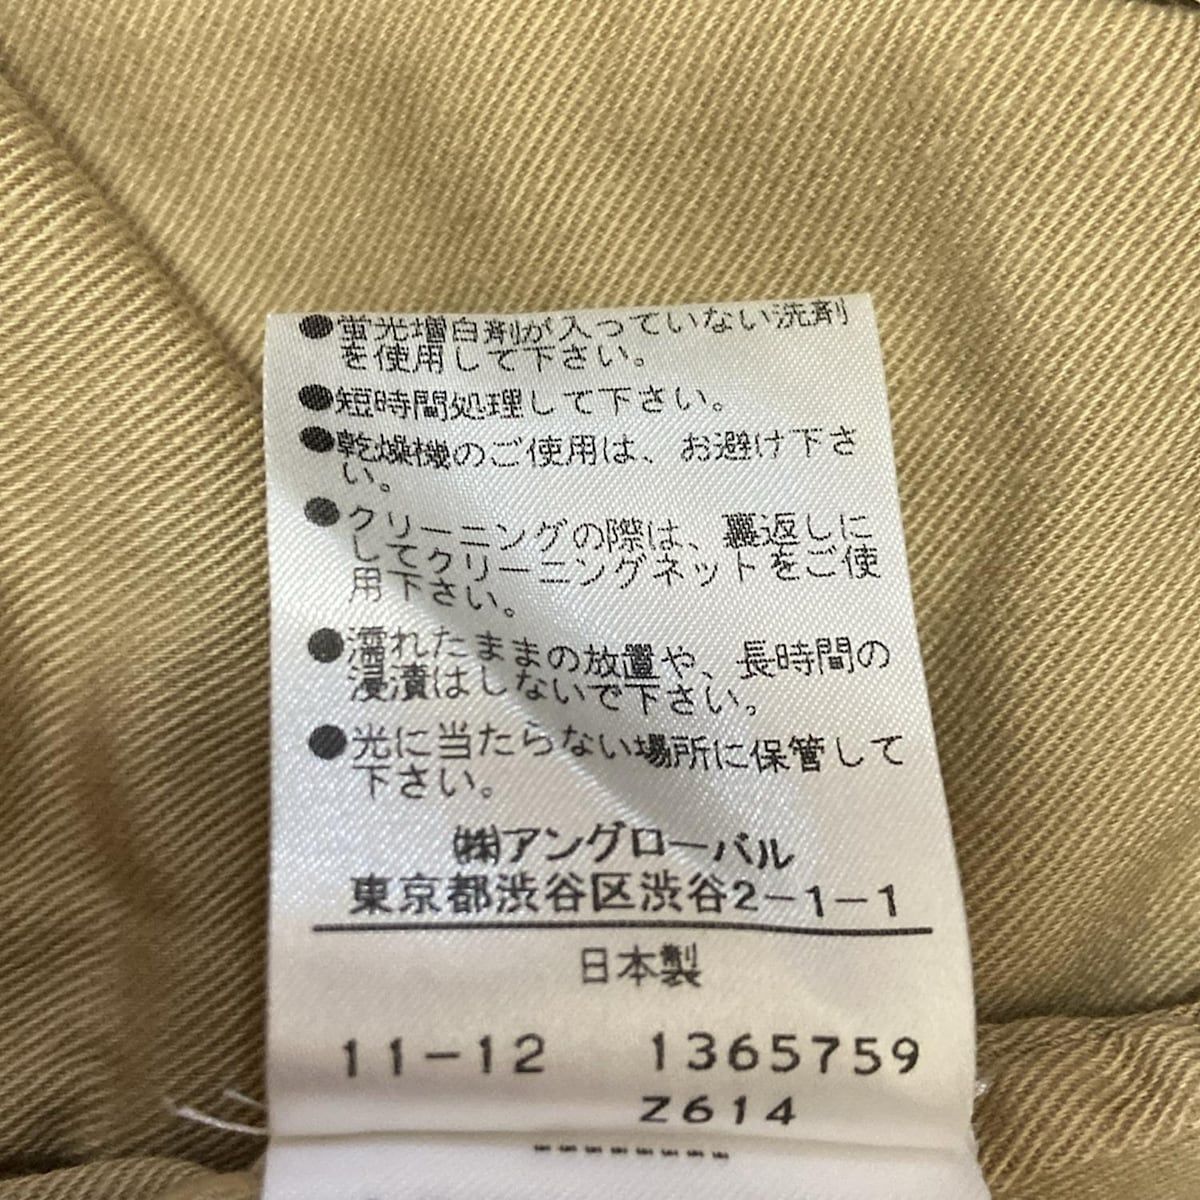 ●蛍光増白剤が入っていない洗剤
を使用して下さい。
●短時間処理して下さい。
●乾燥機のご使用は、お避け下さ
い。
●クリーニングの際は、裏返しに
してクリーニングネットをご使
用下さい。
●濡れたままの放置や、長時間の
浸漬はしないで下さい。
●光に当たらない場所に保管して
下さい。
㈱アングローバル
東京都渋谷区渋谷2-1-1
日本製
11-12 1365759
Z614